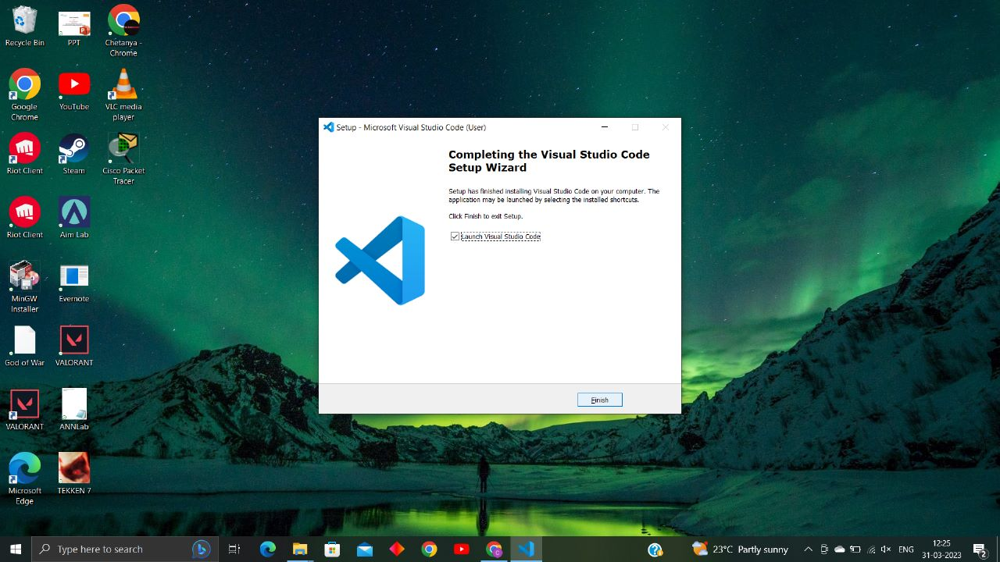 Recycle Bin
PPT
Chetanya -
Chrome
Google
Chrome
YouTube
VLC media
player
Riot Client
Steam
Cisco Packet
Tracer
Riot Client
Aim Lab
MinGW
Installer
Evernote
God of War
VALORANT
VALORANT
ANNLab
Microsoft
Edge
TEKKEN 7
Setup - Microsoft Visual Studio Code (User)
Completing the Visual Studio Code
Setup Wizard
Setup has finished installing Visual Studio Code on your computer. The
application may be launched by selecting the installed shortcuts.
Click Finish to exit Setup.
Launch Visual Studio Code
Finish
Type here to search
23°C Partly sunny
ENG
12:25
31-03-2023
2